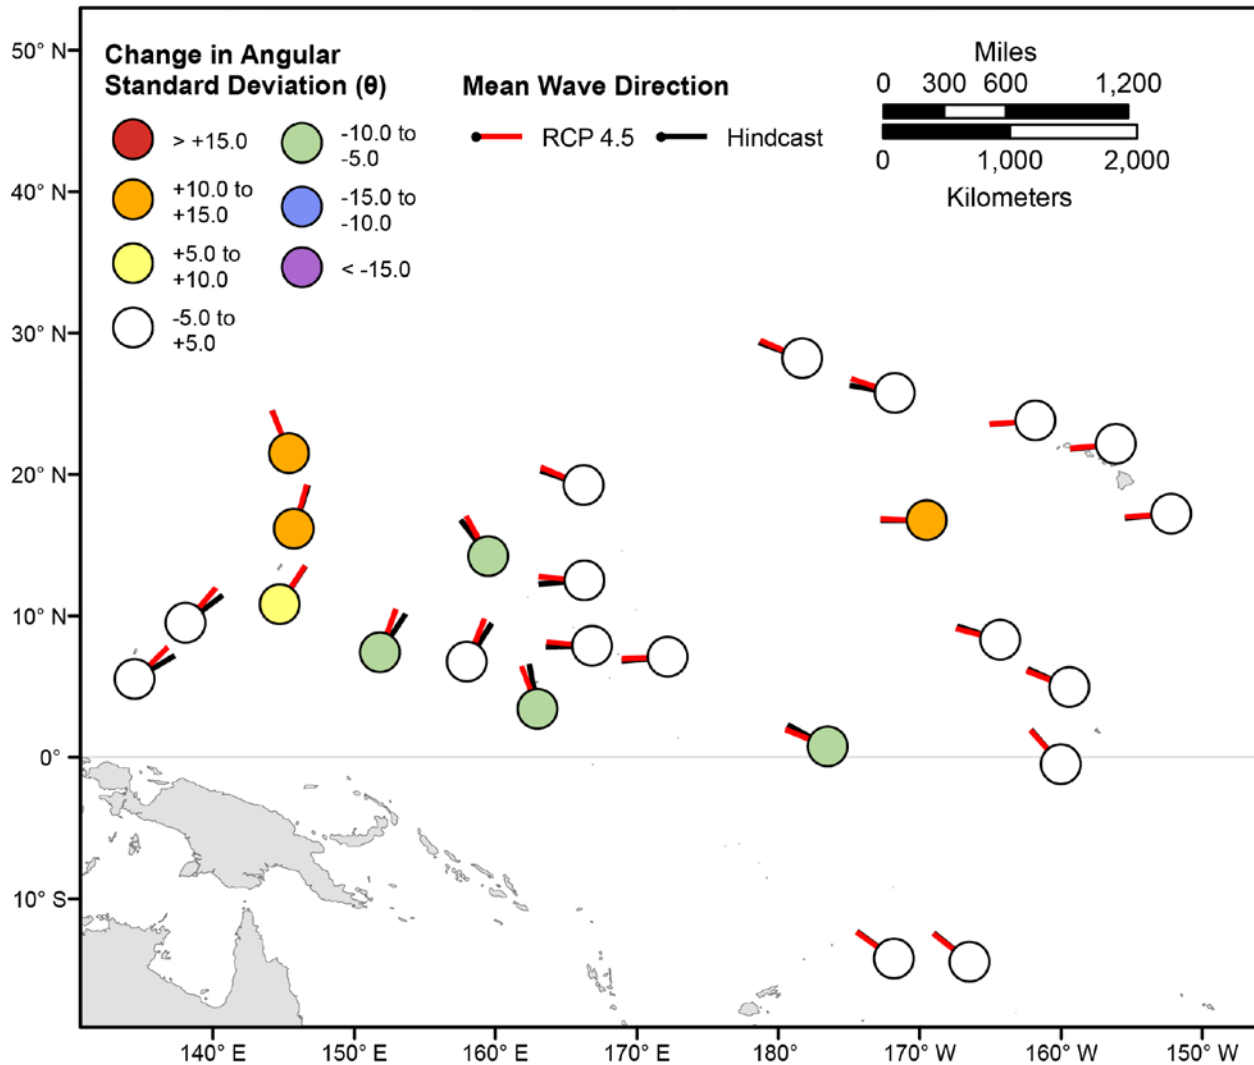 Change in Angular
Standard Deviation (θ)
> +15.0
+10.0 to
+15.0
+5.0 to
+10.0
-5.0 to
+5.0
-10.0 to
-5.0
-15.0 to
-10.0
< -15.0
Mean Wave Direction
RCP 4.5
Hindcast
Miles
0 300 600 1,200
0 1,000 2,000
Kilometers
50° N
40° N
30° N
20° N
10° N
0°
10° S
140° E 150° E 160° E 170° E 180° 170° W 160° W 150° W